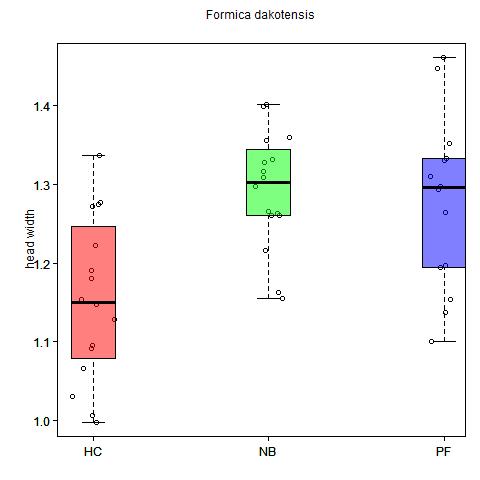 Formica dakotensis
head width
1.4
1.3
1.2
1.1
1.0
HC NB PF